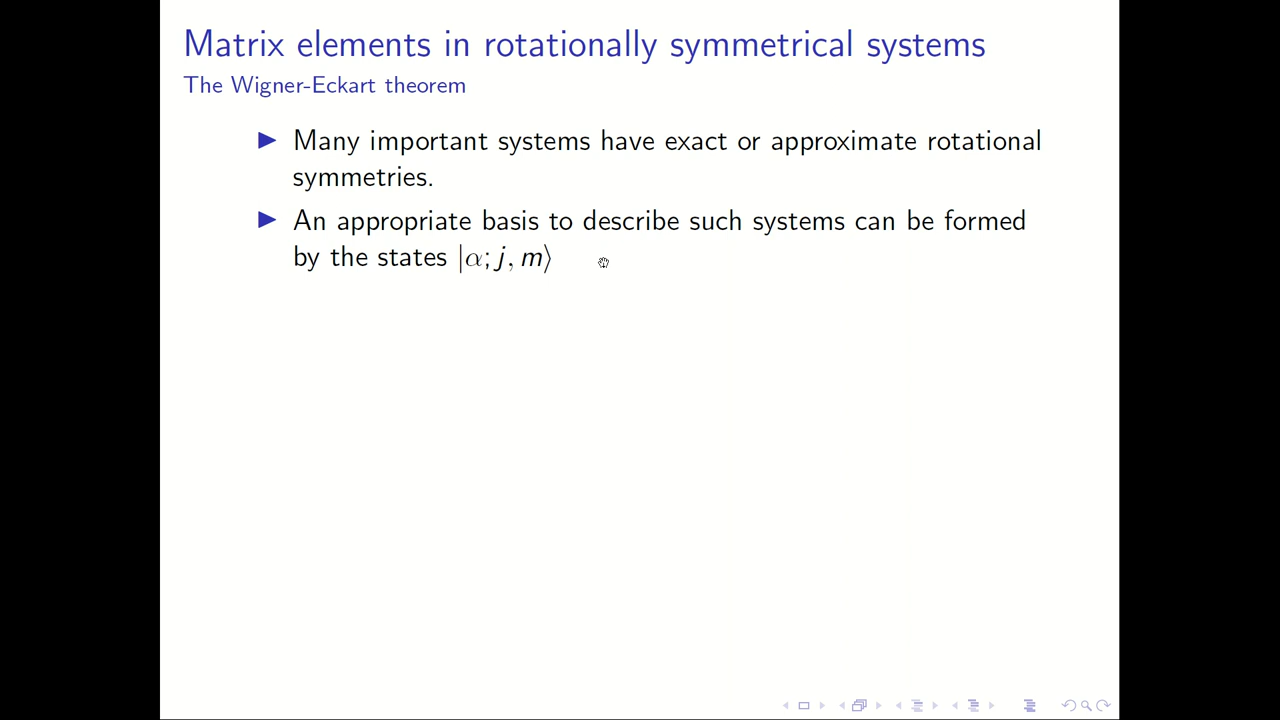 Matrix elements in rotationally symmetrical systems
The Wigner-Eckart theorem
▶ Many important systems have exact or approximate rotational
symmetries.
▶ An appropriate basis to describe such systems can be formed
by the states |α; j, m⟩